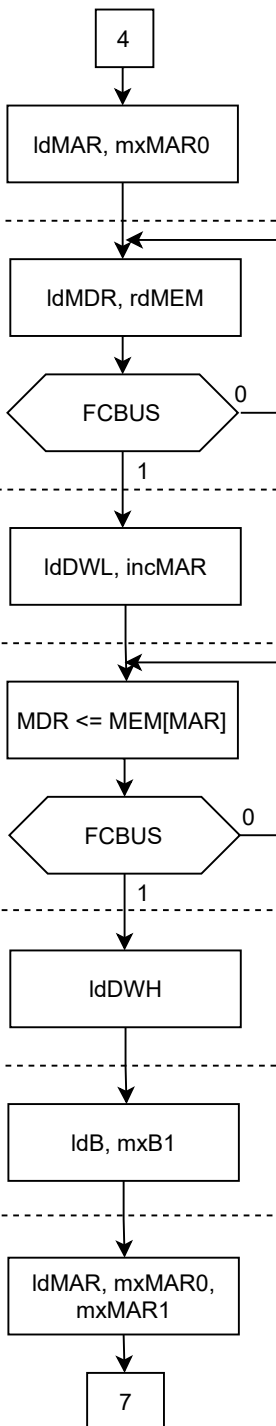 4
ldMAR, mxMAR0
ldMDR, rdMEM
0
FCBUS
1
ldDWL, incMAR
MDR <= MEM[MAR]
0
FCBUS
1
ldDWH
ldB, mxB1
ldMAR, mxMAR0,
mxMAR1
7